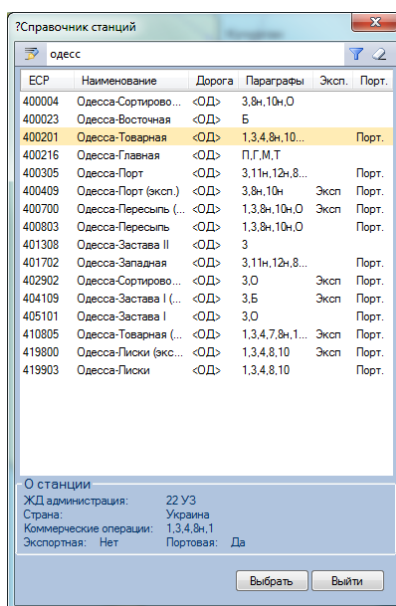 ?Справочник станций
одесс
ЕСР Наименование Дорога Параграфы Эксп. Порт.
400004 Одесса-Сортирово... <ОД> 3,8н,10н,О
400023 Одесса-Восточная <ОД> Б
400201 Одесса-Товарная <ОД> 1,3,4,8н,10... Порт.
400216 Одесса-Главная <ОД> П,Г,М,Т
400305 Одесса-Порт <ОД> 3,11н,12н,8... Порт.
400409 Одесса-Порт (эксп.) <ОД> 3,8н,10н Эксп Порт.
400700 Одесса-Пересыпь (... <ОД> 1,3,8н,10н,О Эксп Порт.
400803 Одесса-Пересыпь <ОД> 1,3,8н,10н,О Порт.
401308 Одесса-Застава II <ОД> 3
401702 Одесса-Западная <ОД> 3,11н,12н,8... Порт.
402902 Одесса-Сортирово... <ОД> 3,О Эксп Порт.
404109 Одесса-Застава I (... <ОД> 3,Б Эксп Порт.
405101 Одесса-Застава I <ОД> 3,О Порт.
410805 Одесса-Товарная (... <ОД> 1,3,4,7,8н,1... Эксп Порт.
419800 Одесса-Лиски (экс... <ОД> 1,3,4,8,10 Эксп Порт.
419903 Одесса-Лиски <ОД> 1,3,4,8,10 Порт.
О станции
ЖД администрация: 22 УЗ
Страна: Украина
Коммерческие операции: 1,3,4,8н,1
Экспортная: Нет Портовая: Да
Выбрать Выйти